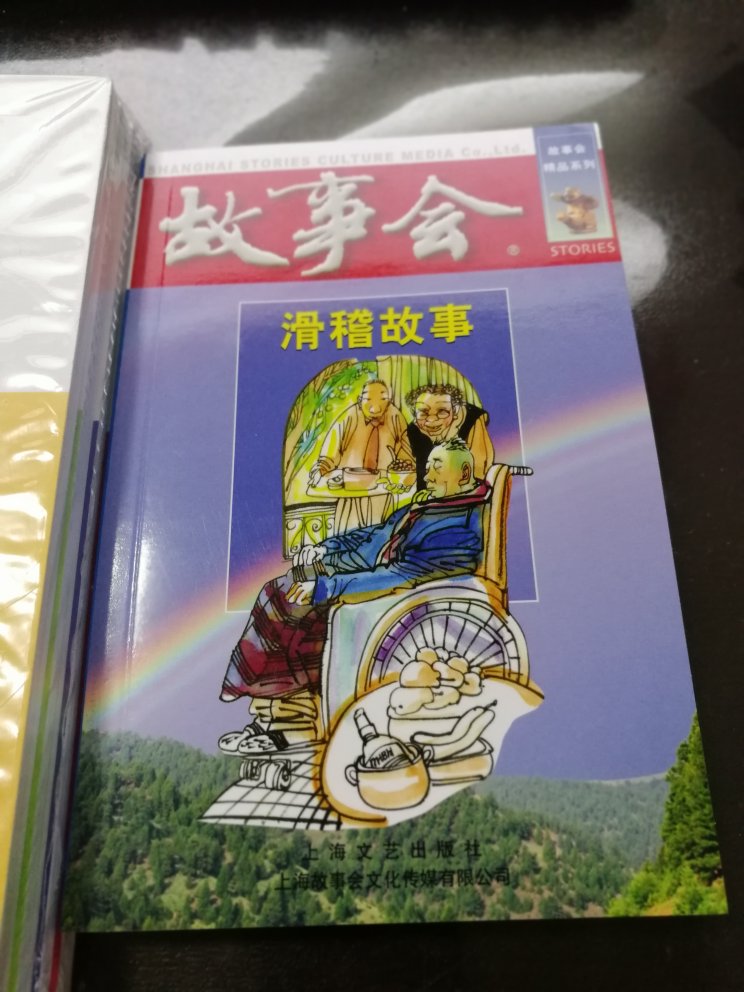 SHANGHAI STORIES CULTURE MEDIA Co.,Ltd.
故事会
®
故事会
精品系列
STORIES
滑稽故事
上海文艺出版社
上海故事会文化传媒有限公司